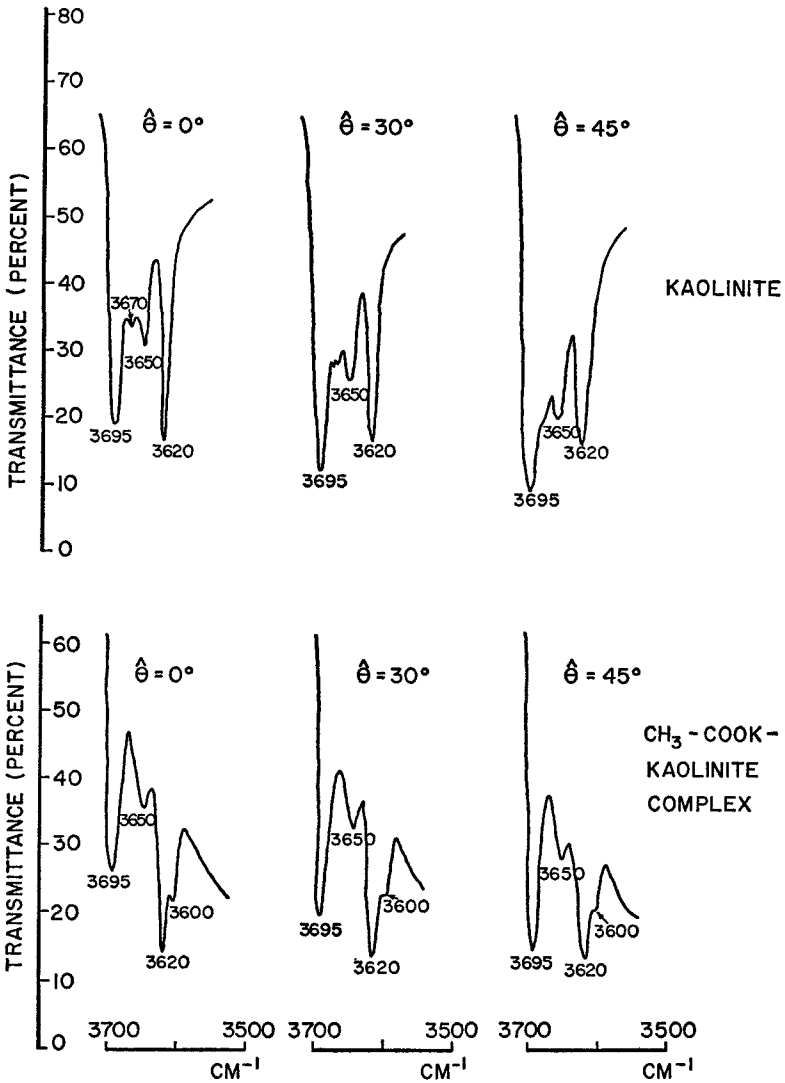 TRANSMITTANCE (PERCENT)
80
70
60
50
40
30
20
10
0
θ̂ = 0°
3670
3650
3695
3620
θ̂ = 30°
3650
3620
3695
θ̂ = 45°
3650
3620
3695
KAOLINITE
TRANSMITTANCE (PERCENT)
60
50
40
30
20
10
0
θ̂ = 0°
3650
3695
3600
3620
θ̂ = 30°
3650
3600
3695
3620
θ̂ = 45°
3650
3600
3695
3620
CH₃ - COOK -
KAOLINITE
COMPLEX
3700 3500 3700 3500 3700 3500
CM⁻¹ CM⁻¹ CM⁻¹